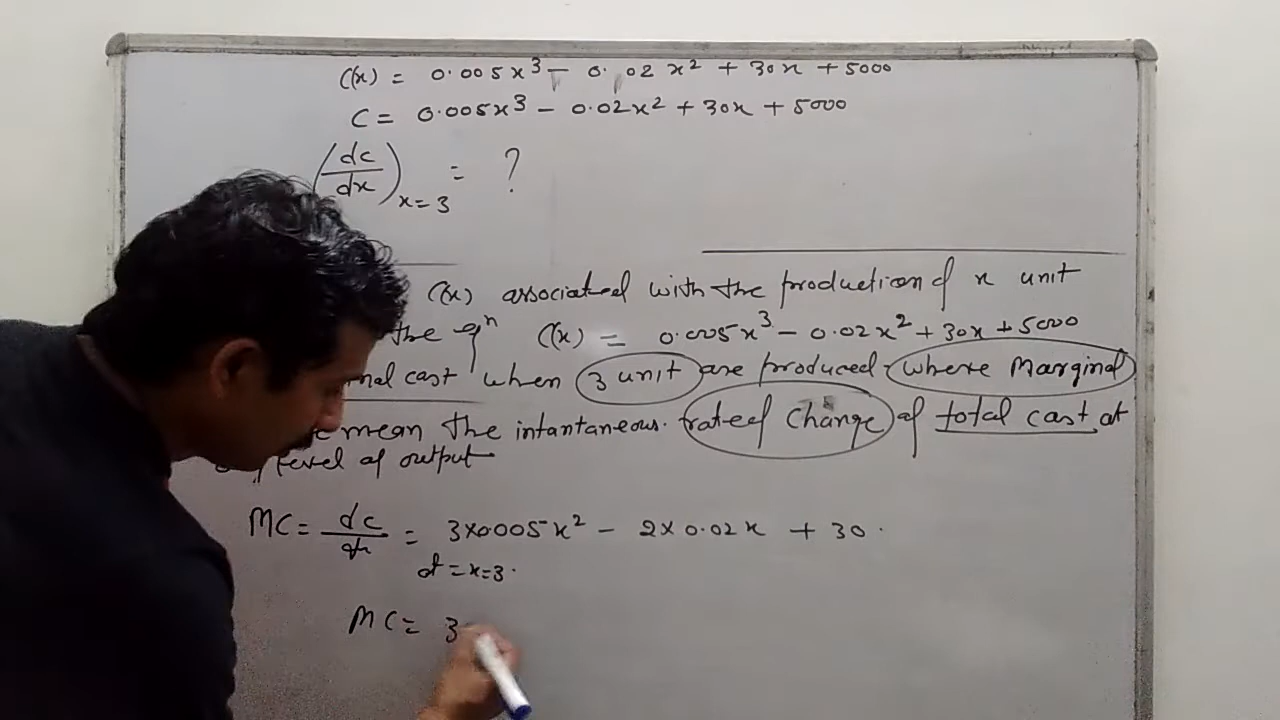 C(x) = 0.005x³ - 0.02x² + 30x + 5000
C = 0.005x³ - 0.02x² + 30x + 5000
(dc/dx)x=3 = ?
C(x) associated with the production of x unit
the eqⁿ C(x) = 0.005x³ - 0.02x² + 30x + 5000
nal cast when 3 unit are produced. where Marginal
mean the intantaneous. rate of Change of total cast at
level of output
MC = dc/dx = 3×0.005x² - 2×0.02x + 30.
at = x=3.
MC = 3